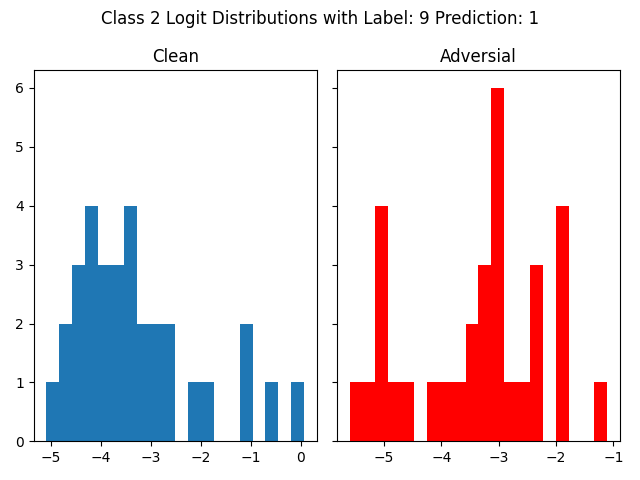 Class 2 Logit Distributions with Label: 9 Prediction: 1
Clean
Adversial
6
5
4
3
2
1
0
−5 −4 −3 −2 −1 0
−5 −4 −3 −2 −1